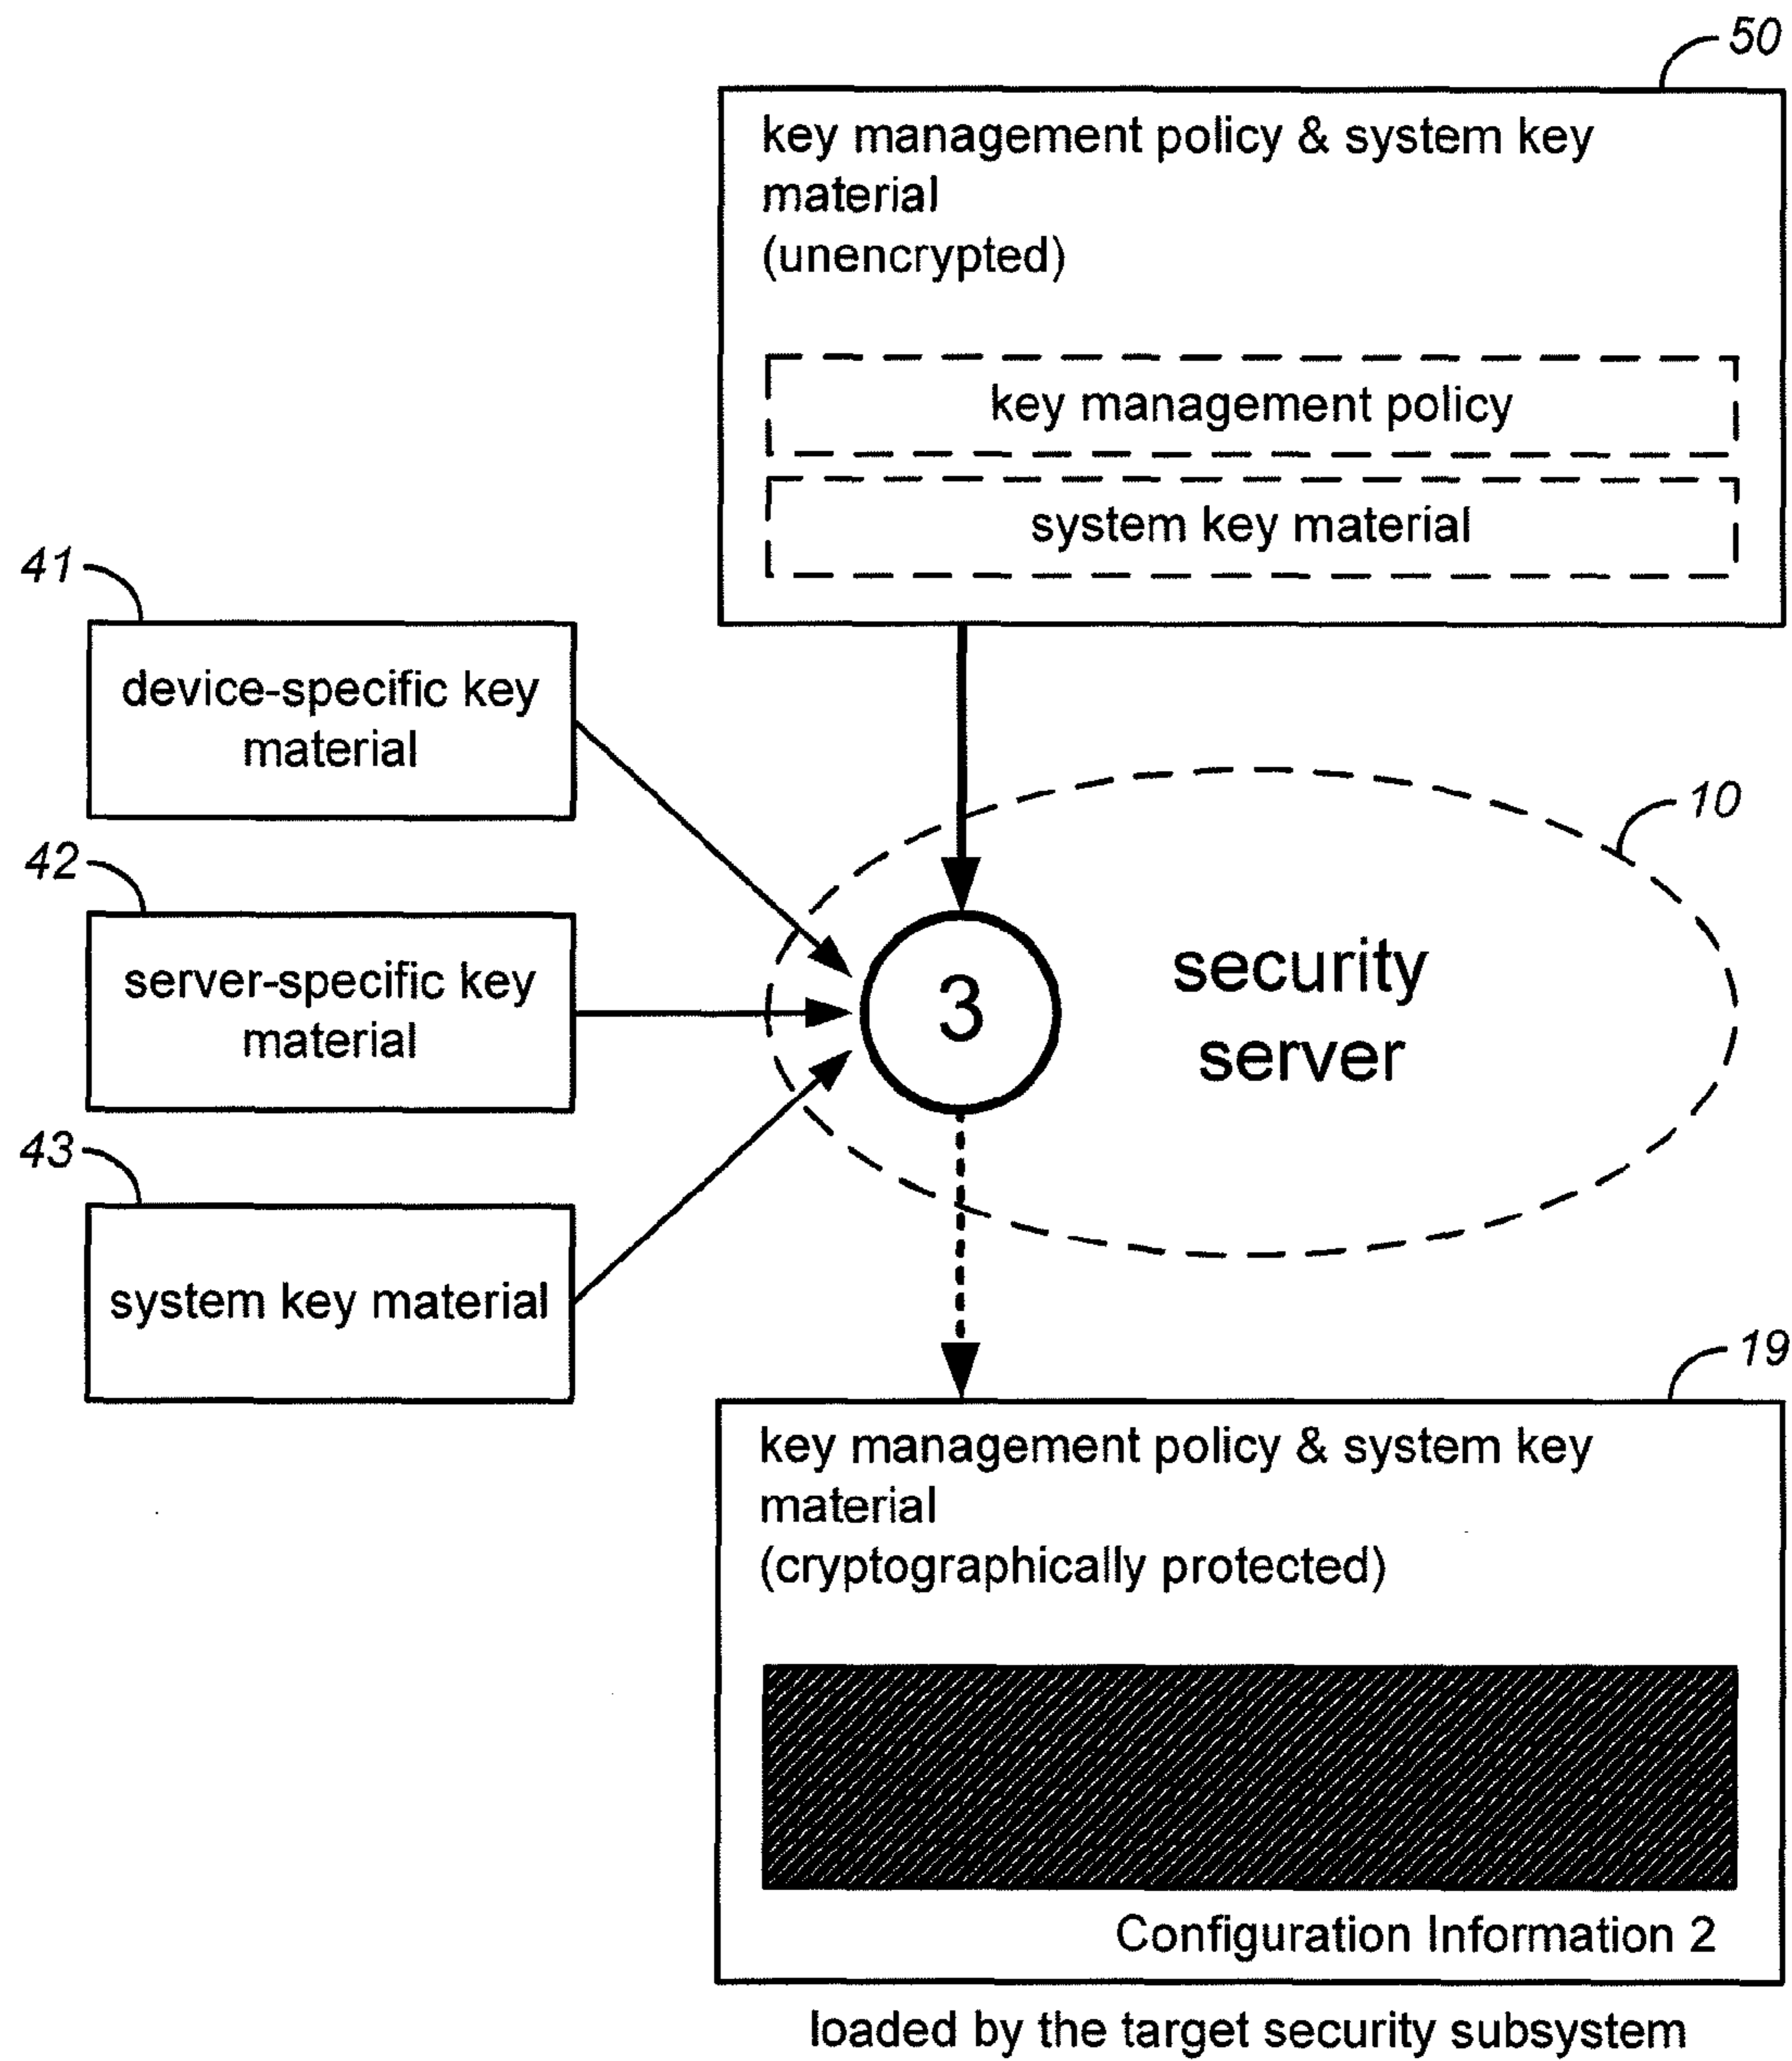 50
key management policy & system key
material
(unencrypted)
key management policy
system key material
41
device-specific key
material
10
42
server-specific key
material
3
security
server
43
system key material
19
key management policy & system key
material
(cryptographically protected)
Configuration Information 2
loaded by the target security subsystem